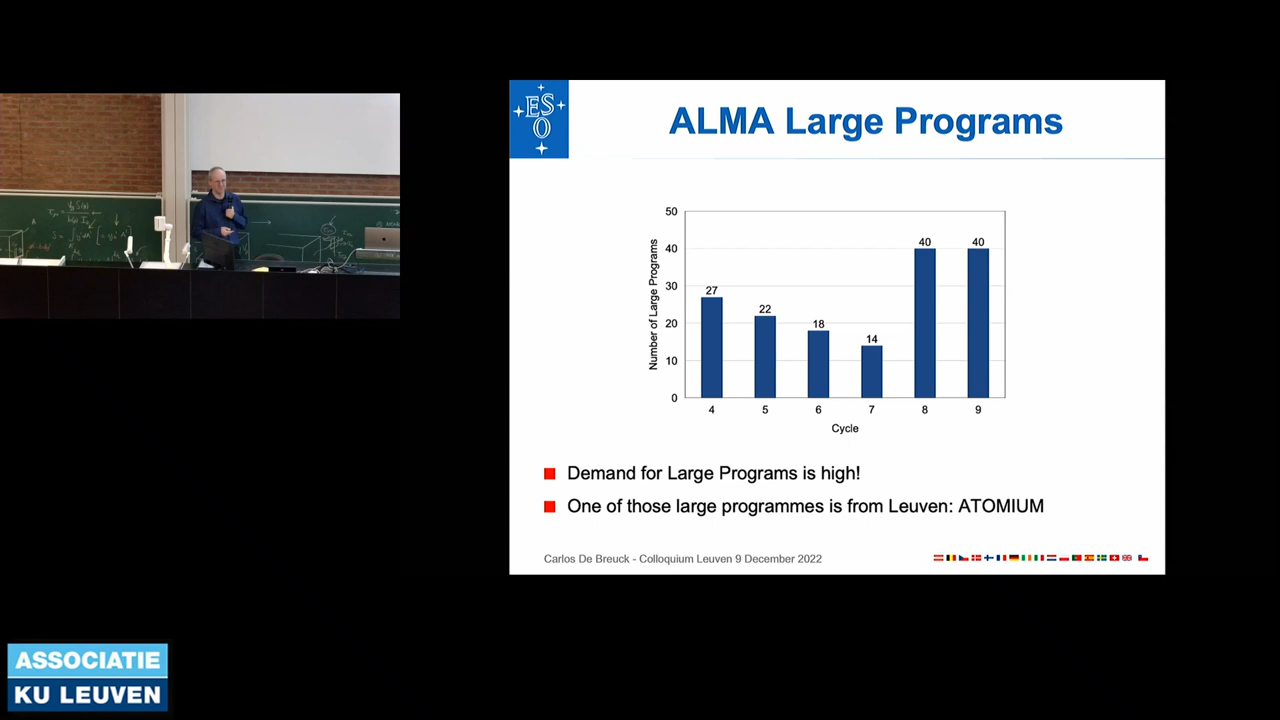 ES
O
ALMA Large Programs
50
40
30
20
10
0
Number of Large Programs
27
22
18
14
40
40
4
5
6
7
8
9
Cycle
Demand for Large Programs is high!
One of those large programmes is from Leuven: ATOMIUM
Carlos De Breuck - Colloquium Leuven 9 December 2022
ASSOCIATIE
KU LEUVEN